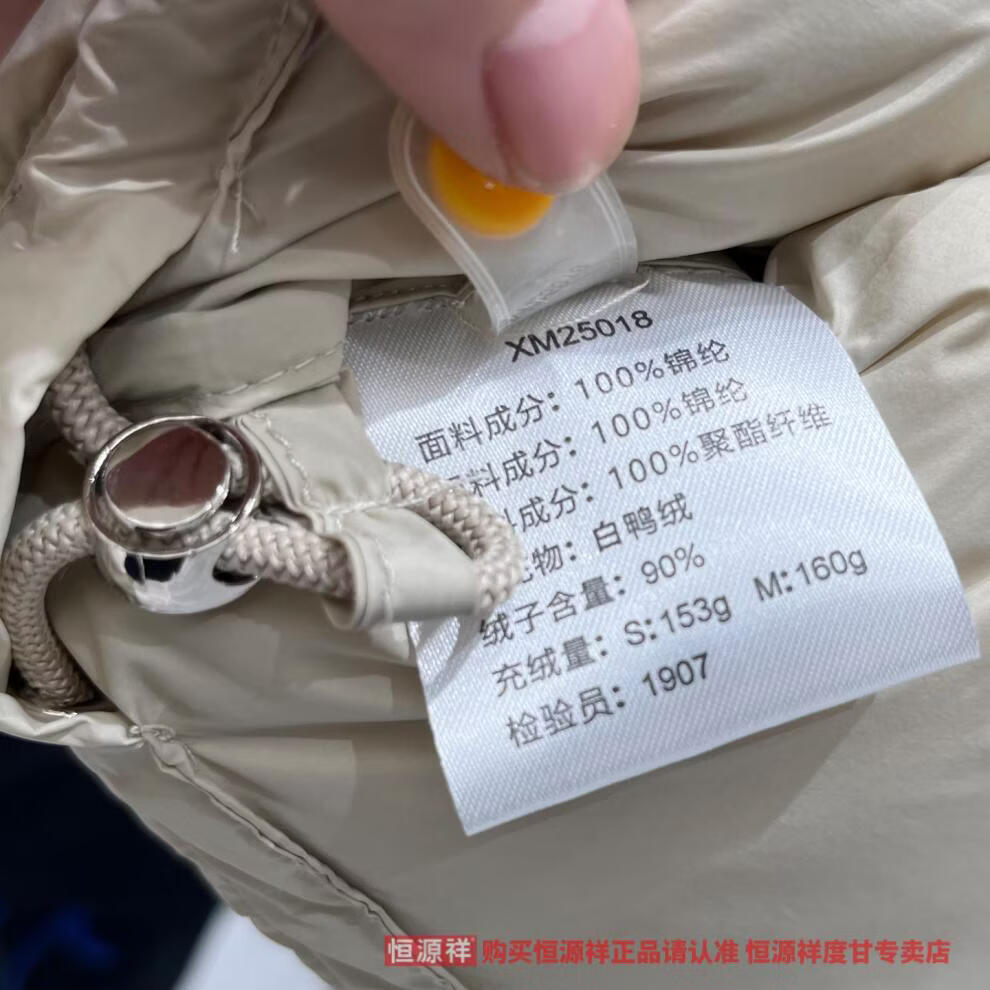 XM25018
面料成分：100%锦纶
料成分：100%锦纶
成分：100%聚酯纤维
物：白鸭绒
绒子含量：90%
充绒量：S:153g M:160g
检验员：1907
恒源祥 购买恒源祥正品请认准 恒源祥度甘专卖店